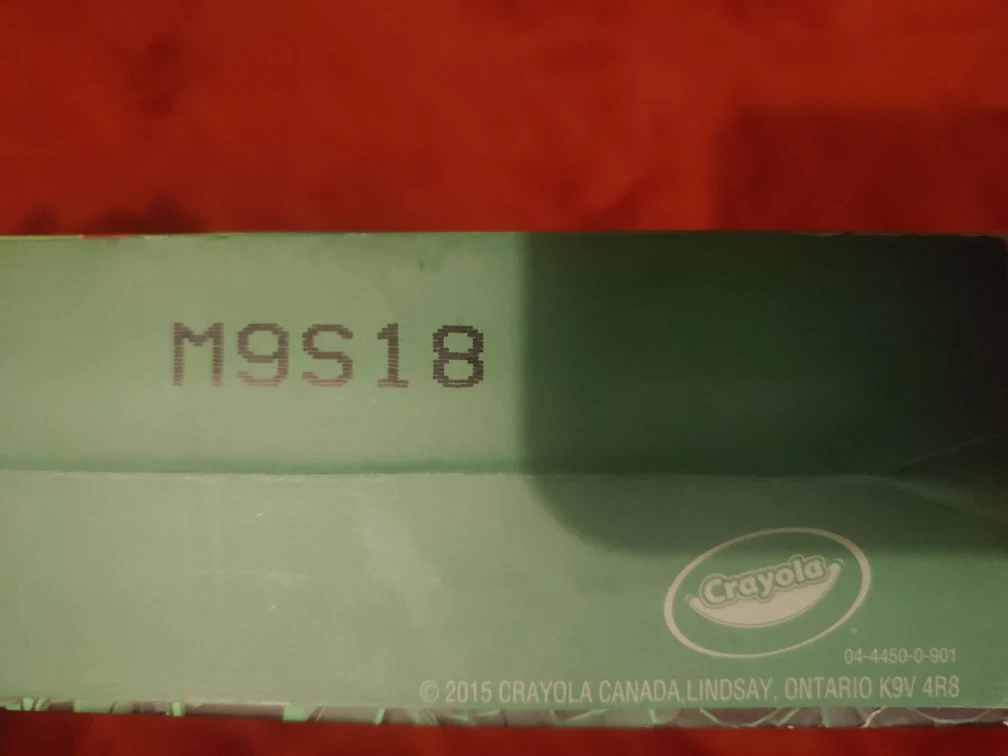 M9S18
Crayola
04-4450-0-901
© 2015 CRAYOLA CANADA,LINDSAY, ONTARIO K9V 4R8